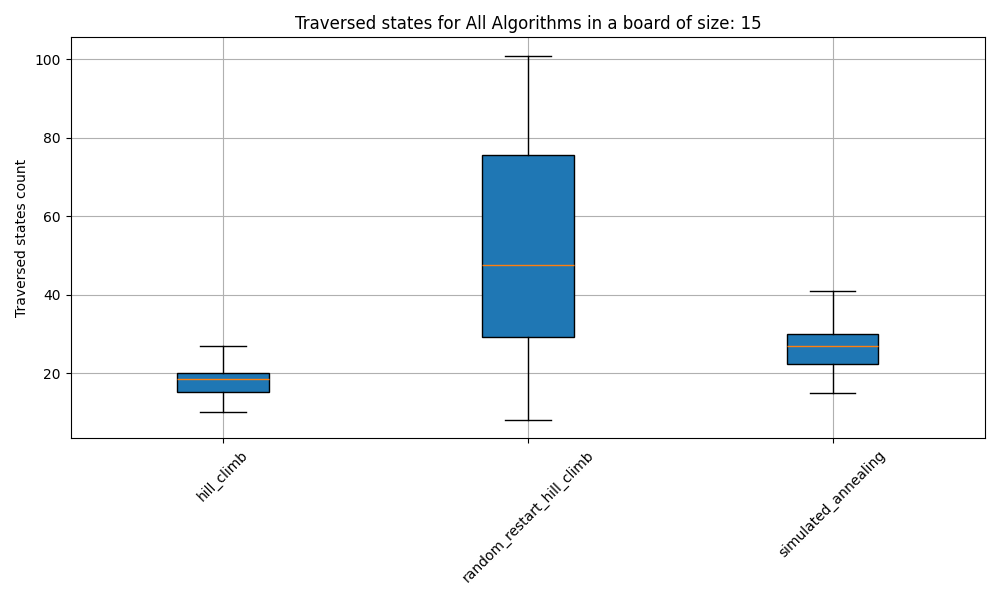 Traversed states for All Algorithms in a board of size: 15
Traversed states count
100
80
60
40
20
hill_climb
random_restart_hill_climb
simulated_annealing